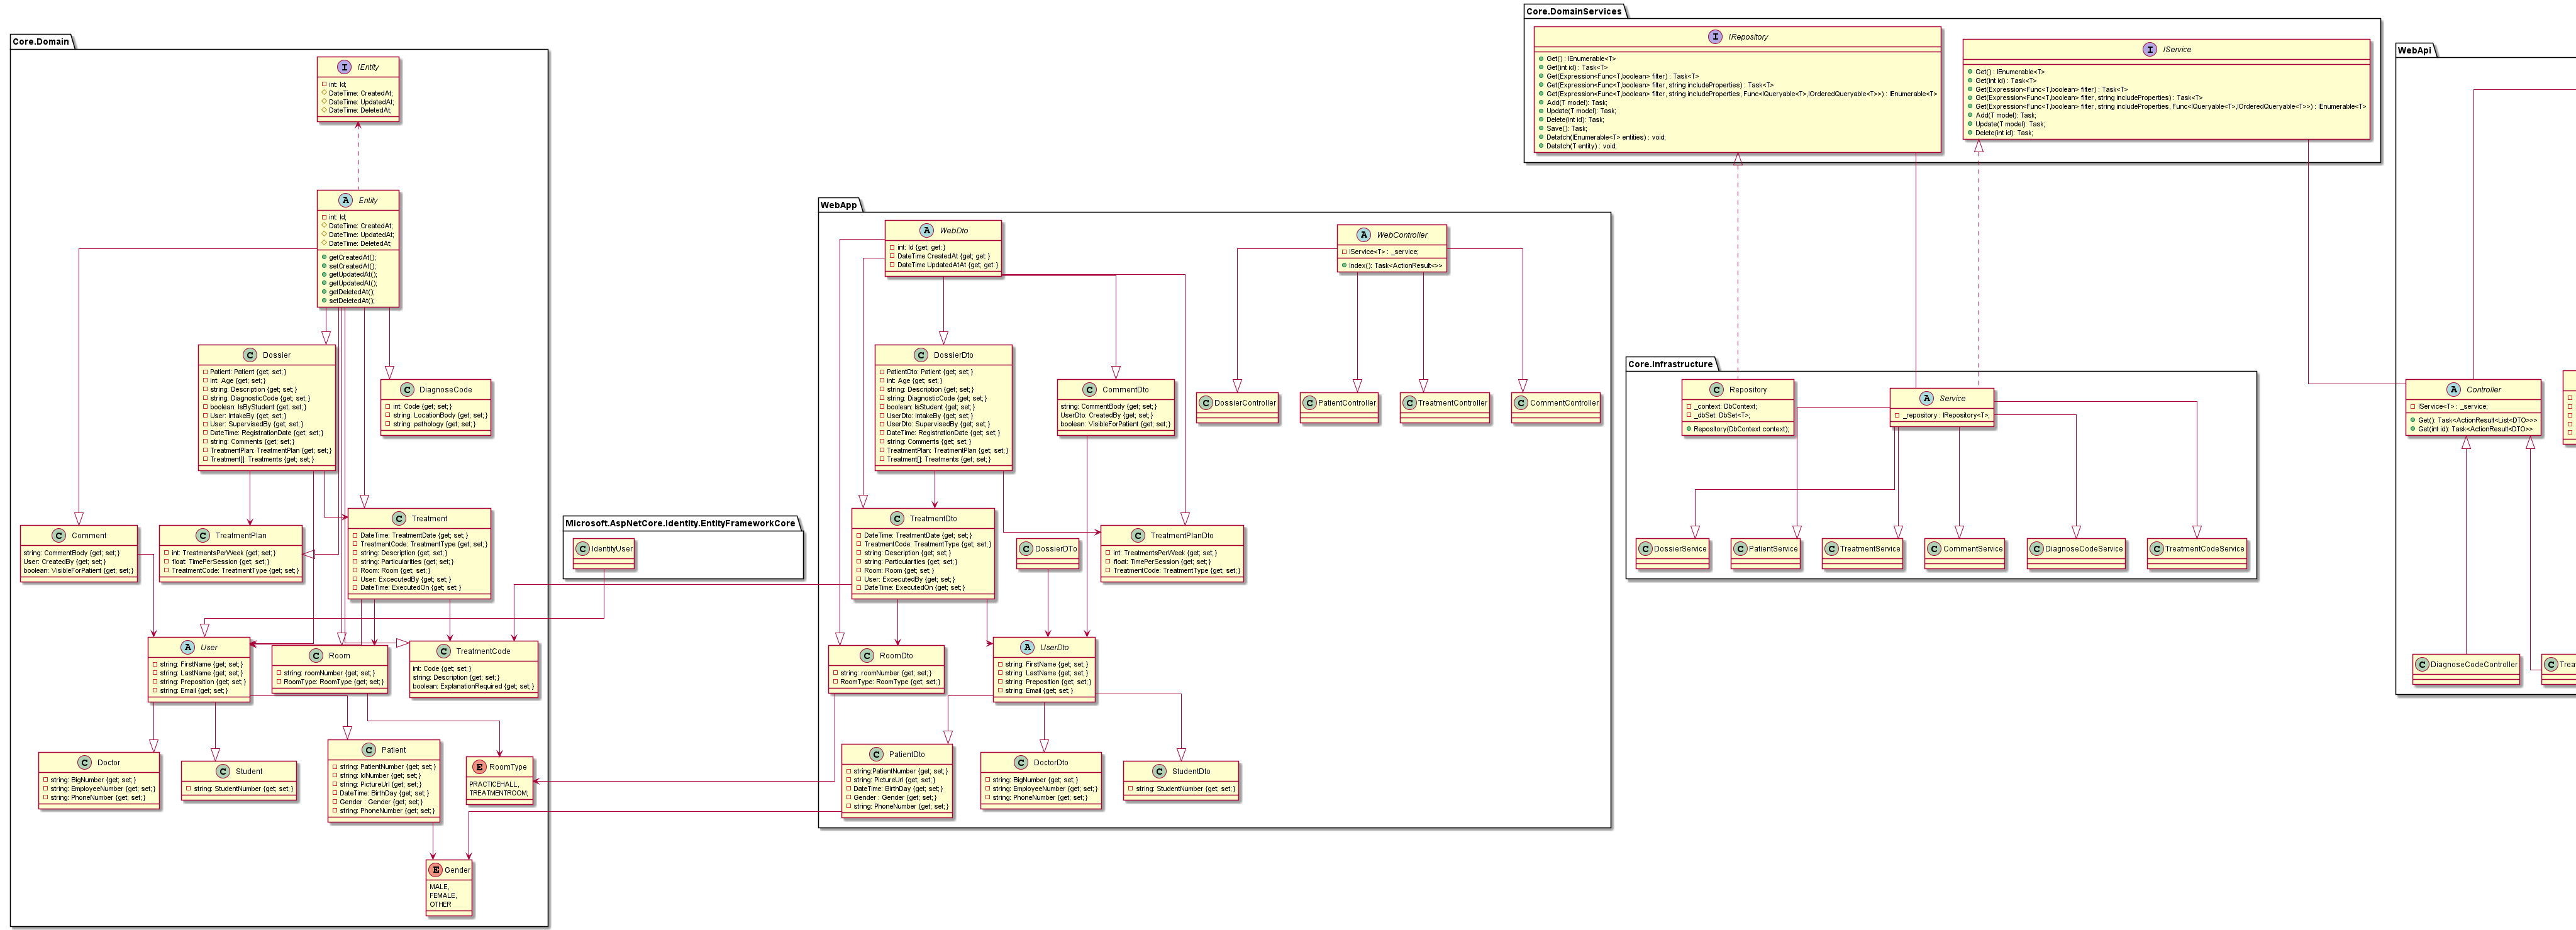 Core.Domain
IEntity
int: Id;
DateTime: CreatedAt;
DateTime: UpdatedAt;
DateTime: DeletedAt;
Entity
int: Id;
DateTime: CreatedAt;
DateTime: UpdatedAt;
DateTime: DeletedAt;
getCreatedAt();
setCreatedAt();
getUpdatedAt();
getUpdatedAt();
getDeletedAt();
setDeletedAt();
Dossier
Patient: Patient {get; set; }
int: Age {get; set; }
string: Description {get; set; }
string: DiagnosticCode {get; set; }
boolean: IsByStudent {get; set; }
User: IntakeBy {get; set; }
User: SupervisedBy {get; set; }
DateTime: RegistrationDate {get; set; }
string: Comments {get; set; }
TreatmentPlan: TreatmentPlan {get; set; }
Treatment[]: Treatments {get; set; }
DiagnoseCode
int: Code {get; set; }
string: LocationBody {get; set; }
string: pathology {get; set; }
Comment
string: CommentBody {get; set; }
User: CreatedBy {get; set; }
boolean: VisibleForPatient {get; set; }
TreatmentPlan
int: TreatmentsPerWeek {get; set; }
float: TimePerSession {get; set; }
TreatmentCode: TreatmentType {get; set; }
Treatment
DateTime: TreatmentDate {get; set; }
TreatmentCode: TreatmentType {get; set; }
string: Description {get; set; }
string: Particularities {get; set; }
Room: Room {get; set; }
User: ExcecutedBy {get; set; }
DateTime: ExecutedOn {get; set; }
User
string: FirstName {get; set; }
string: LastName {get; set; }
string: Preposition {get; set; }
string: Email {get; set; }
Room
string: roomNumber {get; set; }
RoomType: RoomType {get; set; }
TreatmentCode
int: Code {get; set; }
string: Description {get; set; }
boolean: ExplanationRequired {get; set; }
Doctor
string: BigNumber {get; set; }
string: EmployeeNumber {get; set; }
string: PhoneNumber {get; set; }
Student
string: StudentNumber {get; set; }
Patient
string: PatientNumber {get; set; }
string: IdNumber {get; set; }
string: PictureUrl {get; set; }
DateTime: BirthDay {get; set; }
Gender : Gender {get; set; }
string: PhoneNumber {get; set; }
RoomType
PRACTICEHALL,
TREATMENTROOM;
Gender
MALE,
FEMALE,
OTHER
Microsoft.AspNetCore.Identity.EntityFrameworkCore
IdentityUser
WebApp
WebDto
int: Id {get; get; }
DateTime CreatedAt {get; get; }
DateTime UpdatedAtAt {get; get; }
WebController
IService<T> : _service;
Index(): Task<ActionResult<>>
DossierDto
PatientDto: Patient {get; set; }
int: Age {get; set; }
string: Description {get; set; }
string: DiagnosticCode {get; set; }
boolean: IsStudent {get; set; }
UserDto: IntakeBy {get; set; }
UserDto: SupervisedBy {get; set; }
DateTime: RegistrationDate {get; set; }
string: Comments {get; set; }
TreatmentPlan: TreatmentPlan {get; set; }
Treatment[]: Treatments {get; set; }
CommentDto
string: CommentBody {get; set; }
UserDto: CreatedBy {get; set; }
boolean: VisibleForPatient {get; set; }
DossierController
PatientController
TreatmentController
CommentController
TreatmentDto
DateTime: TreatmentDate {get; set; }
TreatmentCode: TreatmentType {get; set; }
string: Description {get; set; }
string: Particularities {get; set; }
Room: Room {get; set; }
User: ExcecutedBy {get; set; }
DateTime: ExecutedOn {get; set; }
DossierDTo
TreatmentPlanDto
int: TreatmentsPerWeek {get; set; }
float: TimePerSession {get; set; }
TreatmentCode: TreatmentType {get; set; }
RoomDto
string: roomNumber {get; set; }
RoomType: RoomType {get; set; }
UserDto
string: FirstName {get; set; }
string: LastName {get; set; }
string: Preposition {get; set; }
string: Email {get; set; }
PatientDto
string:PatientNumber {get; set; }
string: PictureUrl {get; set; }
DateTime: BirthDay {get; set; }
Gender : Gender {get; set; }
string: PhoneNumber {get; set; }
DoctorDto
string: BigNumber {get; set; }
string: EmployeeNumber {get; set; }
string: PhoneNumber {get; set; }
StudentDto
string: StudentNumber {get; set; }
Core.DomainServices
IRepository
Get() : IEnumerable<T>
Get(int id) : Task<T>
Get(Expression<Func<T,boolean> filter) : Task<T>
Get(Expression<Func<T,boolean> filter, string includeProperties) : Task<T>
Get(Expression<Func<T,boolean> filter, string includeProperties, Func<IQueryable<T>,IOrderedQueryable<T>>) : IEnumerable<T>
Add(T model): Task;
Update(T model): Task;
Delete(int id): Task;
Save(): Task;
Detatch(IEnumerable<T> entities) : void;
Detatch(T entity) : void;
IService
Get() : IEnumerable<T>
Get(int id) : Task<T>
Get(Expression<Func<T,boolean> filter) : Task<T>
Get(Expression<Func<T,boolean> filter, string includeProperties) : Task<T>
Get(Expression<Func<T,boolean> filter, string includeProperties, Func<IQueryable<T>,IOrderedQueryable<T>>) : IEnumerable<T>
Add(T model): Task;
Update(T model): Task;
Delete(int id): Task;
Core.Infrastructure
Repository
_context: DbContext;
_dbSet: DbSet<T>;
Repository(DbContext context);
Service
_repository : IRepository<T>;
DossierService
PatientService
TreatmentService
CommentService
DiagnoseCodeService
TreatmentCodeService
WebApi
Controller
IService<T> : _service;
Get(): Task<ActionResult<List<DTO>>>
Get(int id): Task<ActionResult<DTO>>
DiagnoseCodeController